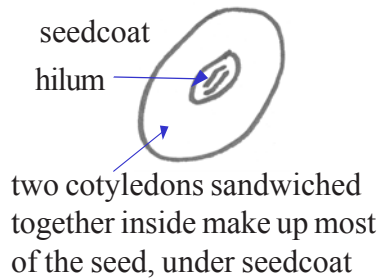 seedcoat
hilum
two cotyledons sandwiched
together inside make up most
of the seed, under seedcoat